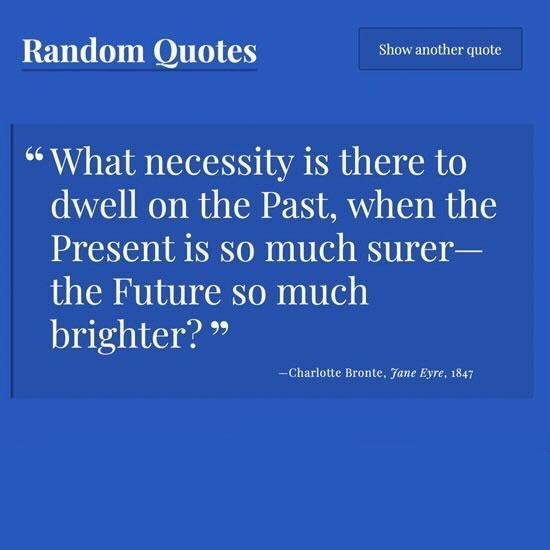 Random Quotes
Show another quote
“What necessity is there to
dwell on the Past, when the
Present is so much surer—
the Future so much
brighter?”
—Charlotte Bronte, Jane Eyre, 1847